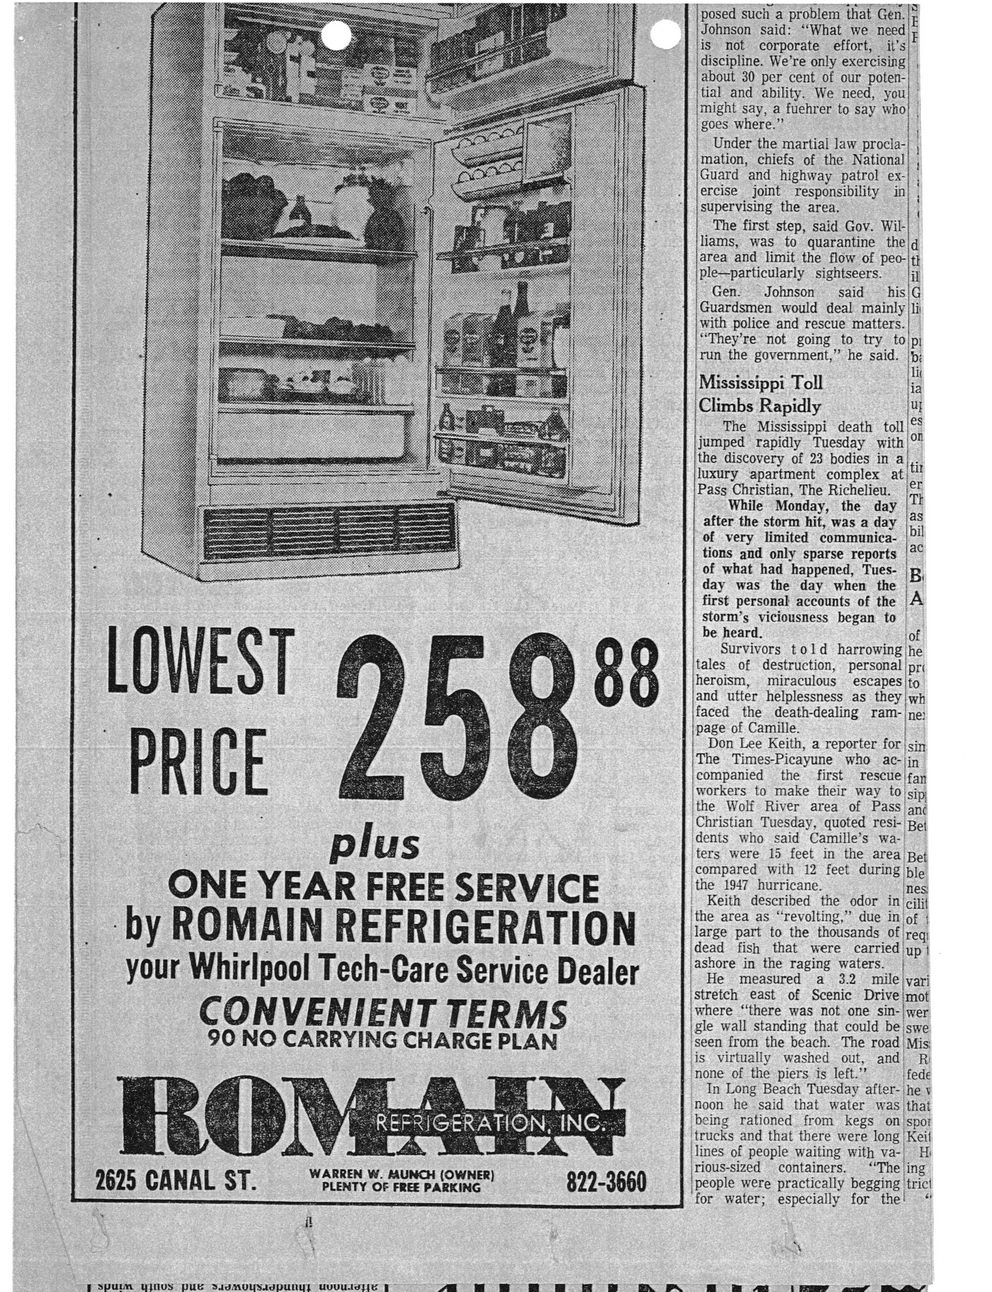 LOWEST
PRICE
258 88
plus
ONE YEAR FREE SERVICE
by ROMAIN REFRIGERATION
your Whirlpool Tech-Care Service Dealer
CONVENIENT TERMS
90 NO CARRYING CHARGE PLAN
ROMAIN
REFRIGERATION, INC.
2625 CANAL ST.
WARREN W. MUNCH (OWNER)
PLENTY OF FREE PARKING
822-3660
posed such a problem that Gen.
Johnson said: "What we need
is not corporate effort, it's
discipline. We're only exercising
about 30 per cent of our poten-
tial and ability. We need, you
might say, a fuehrer to say who
goes where."
Under the martial law procla-
mation, chiefs of the National
Guard and highway patrol ex-
ercise joint responsibility in
supervising the area.
The first step, said Gov. Wil-
liams, was to quarantine the
area and limit the flow of peo-
ple—particularly sightseers.
Gen. Johnson said his
Guardsmen would deal mainly
with police and rescue matters.
"They're not going to try to
run the government," he said.
Mississippi Toll
Climbs Rapidly
The Mississippi death toll
jumped rapidly Tuesday with
the discovery of 23 bodies in a
luxury apartment complex at
Pass Christian, The Richelieu.
While Monday, the day
after the storm hit, was a day
of very limited communica-
tions and only sparse reports
of what had happened, Tues-
day was the day when the
first personal accounts of the
storm's viciousness began to
be heard.
Survivors told harrowing
tales of destruction, personal
heroism, miraculous escapes
and utter helplessness as they
faced the death-dealing ram-
page of Camille.
Don Lee Keith, a reporter for
The Times-Picayune who ac-
companied the first rescue
workers to make their way to
the Wolf River area of Pass
Christian Tuesday, quoted resi-
dents who said Camille's wa-
ters were 15 feet in the area
compared with 12 feet during
the 1947 hurricane.
Keith described the odor in
the area as "revolting," due in
large part to the thousands of
dead fish that were carried
ashore in the raging waters.
He measured a 3.2 mile
stretch east of Scenic Drive
where "there was not one sin-
gle wall standing that could be
seen from the beach. The road
is virtually washed out, and
none of the piers is left."
In Long Beach Tuesday after-
noon he said that water was
being rationed from kegs on
trucks and that there were long
lines of people waiting with va-
rious-sized containers. "The
people were practically begging
for water; especially for the
afternoon thundershowers and south winds